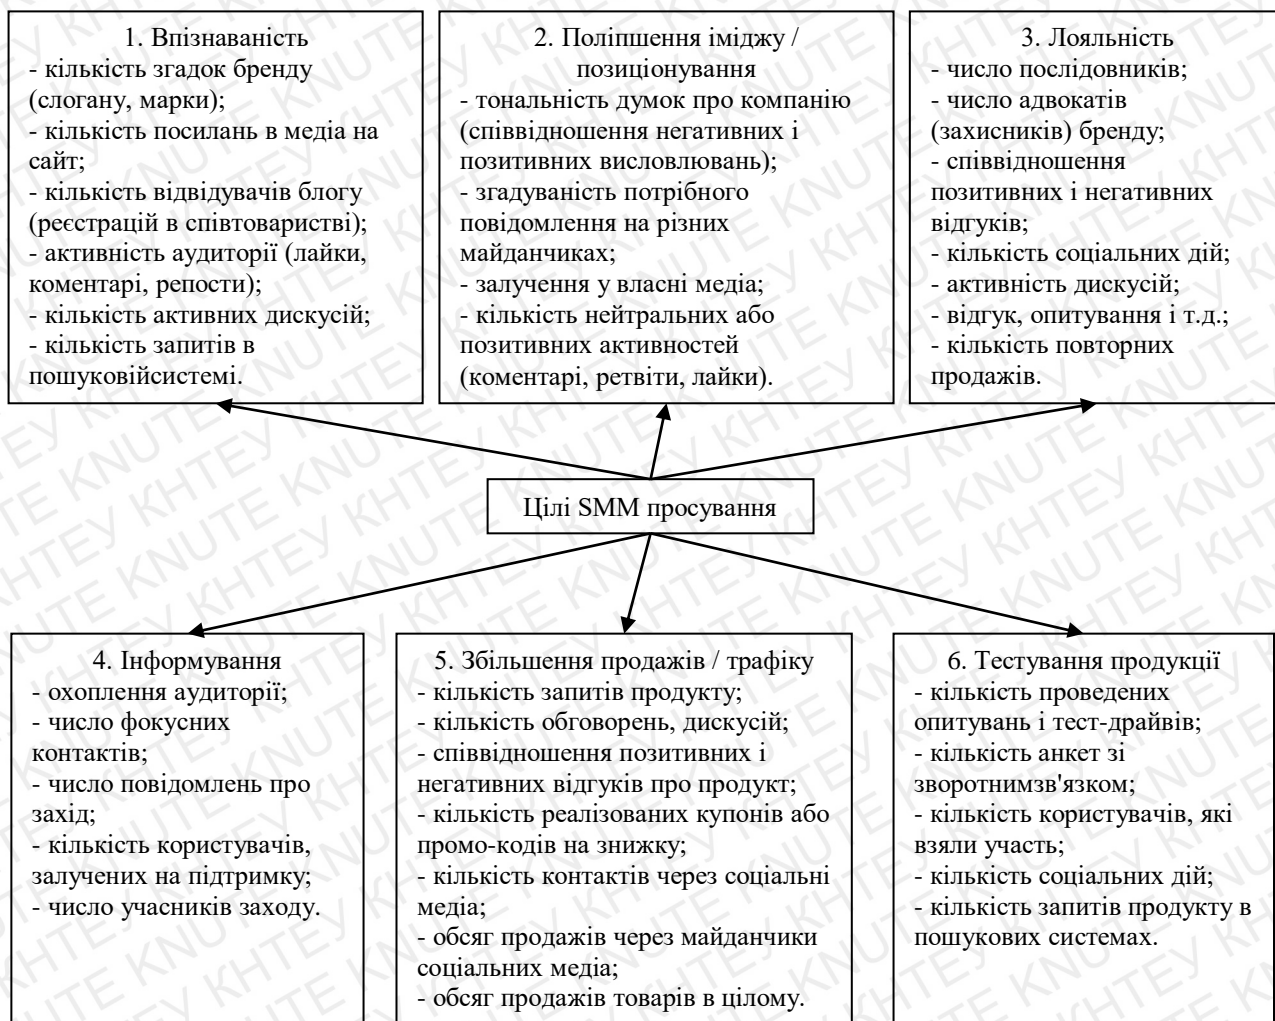 1. Впізнаваність
- кількість згадок бренду
(слогану, марки);
- кількість посилань в медіа на
сайт;
- кількість відвідувачів блогу
(реєстрацій в співтоваристві);
- активність аудиторії (лайки,
коментарі, репости);
- кількість активних дискусій;
- кількість запитів в
пошуковійсистемі.
2. Поліпшення іміджу /
позиціонування
- тональність думок про компанію
(співвідношення негативних і
позитивних висловлювань);
- згадуваність потрібного
повідомлення на різних
майданчиках;
- залучення у власні медіа;
- кількість нейтральних або
позитивних активностей
(коментарі, ретвіти, лайки).
3. Лояльність
- число послідовників;
- число адвокатів
(захисників) бренду;
- співвідношення
позитивних і негативних
відгуків;
- кількість соціальних дій;
- активність дискусій;
- відгук, опитування і т.д.;
- кількість повторних
продажів.
Цілі SMM просування
4. Інформування
- охоплення аудиторії;
- число фокусних
контактів;
- число повідомлень про
захід;
- кількість користувачів,
залучених на підтримку;
- число учасників заходу.
5. Збільшення продажів / трафіку
- кількість запитів продукту;
- кількість обговорень, дискусій;
- співвідношення позитивних і
негативних відгуків про продукт;
- кількість реалізованих купонів або
промо-кодів на знижку;
- кількість контактів через соціальні
медіа;
- обсяг продажів через майданчики
соціальних медіа;
- обсяг продажів товарів в цілому.
6. Тестування продукції
- кількість проведених
опитувань і тест-драйвів;
- кількість анкет зі
зворотнимзв'язком;
- кількість користувачів, які
взяли участь;
- кількість соціальних дій;
- кількість запитів продукту в
пошукових системах.
КНТЕУ KNUTE